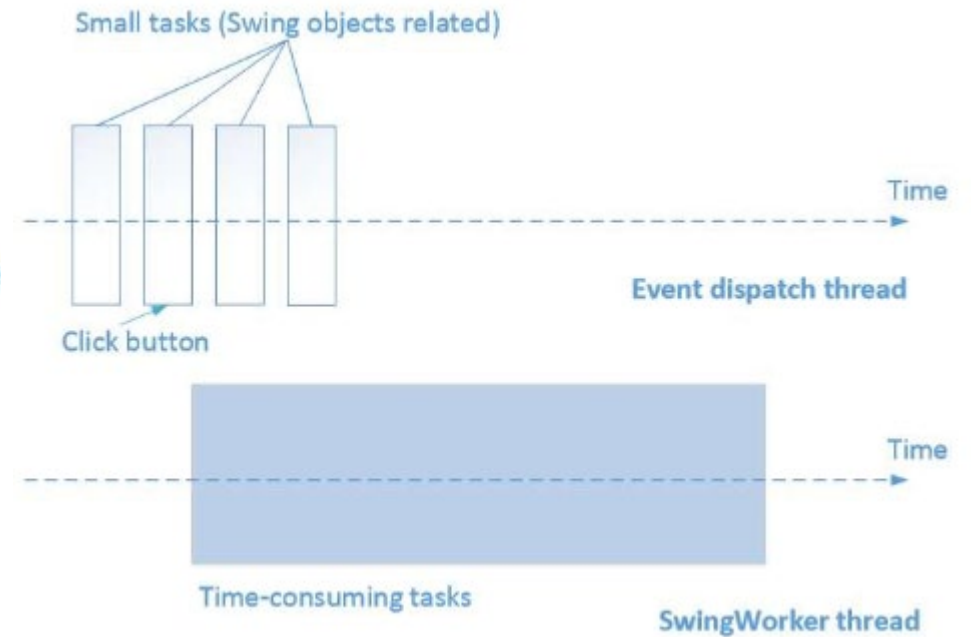 Small tasks (Swing objects related)
Time
Event dispatch thread
Click button
Time
Time-consuming tasks
SwingWorker thread